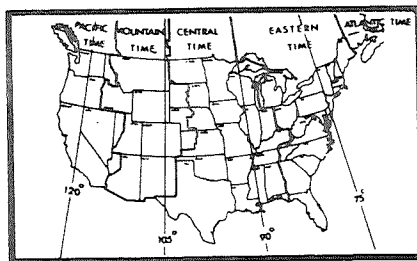 PACIFIC TIME
MOUNTAIN TIME
CENTRAL TIME
EASTERN TIME
ATLANTIC TIME
120°
105°
90°
75°